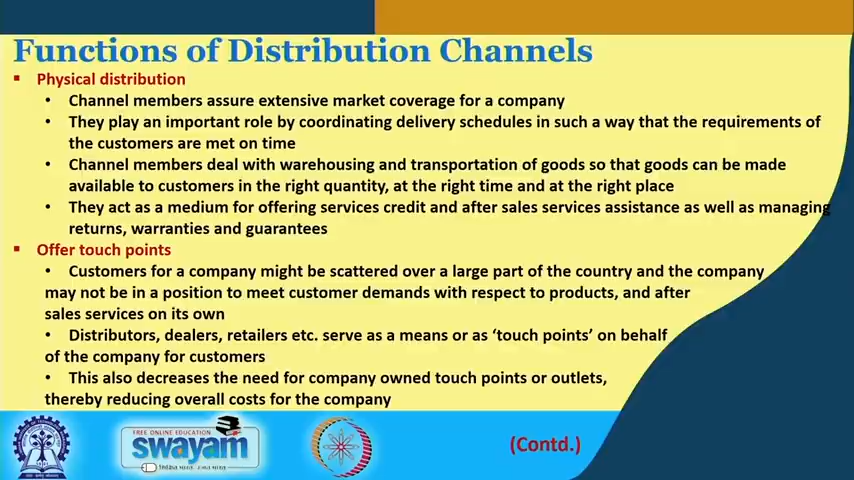 Functions of Distribution Channels
▪ Physical distribution
• Channel members assure extensive market coverage for a company
• They play an important role by coordinating delivery schedules in such a way that the requirements of
the customers are met on time
• Channel members deal with warehousing and transportation of goods so that goods can be made
available to customers in the right quantity, at the right time and at the right place
• They act as a medium for offering services credit and after sales services assistance as well as managing
returns, warranties and guarantees
▪ Offer touch points
• Customers for a company might be scattered over a large part of the country and the company
may not be in a position to meet customer demands with respect to products, and after
sales services on its own
• Distributors, dealers, retailers etc. serve as a means or as ‘touch points’ on behalf
of the company for customers
• This also decreases the need for company owned touch points or outlets,
thereby reducing overall costs for the company
FREE ONLINE EDUCATION
swayam
(Contd.)